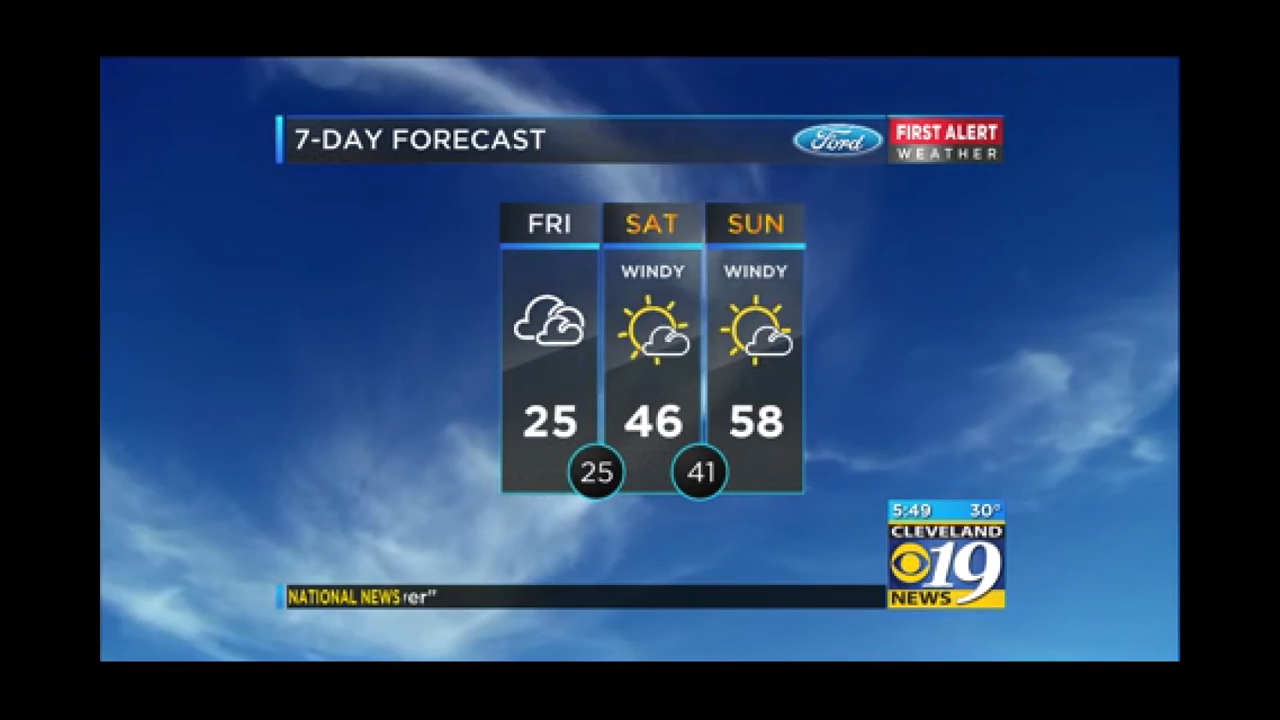 7-DAY FORECAST
Ford
FIRST ALERT
WEATHER
FRI SAT SUN
WINDY WINDY
25 46 58
25 41
5:49 30°
CLEVELAND
19
NEWS
NATIONAL NEWS er"